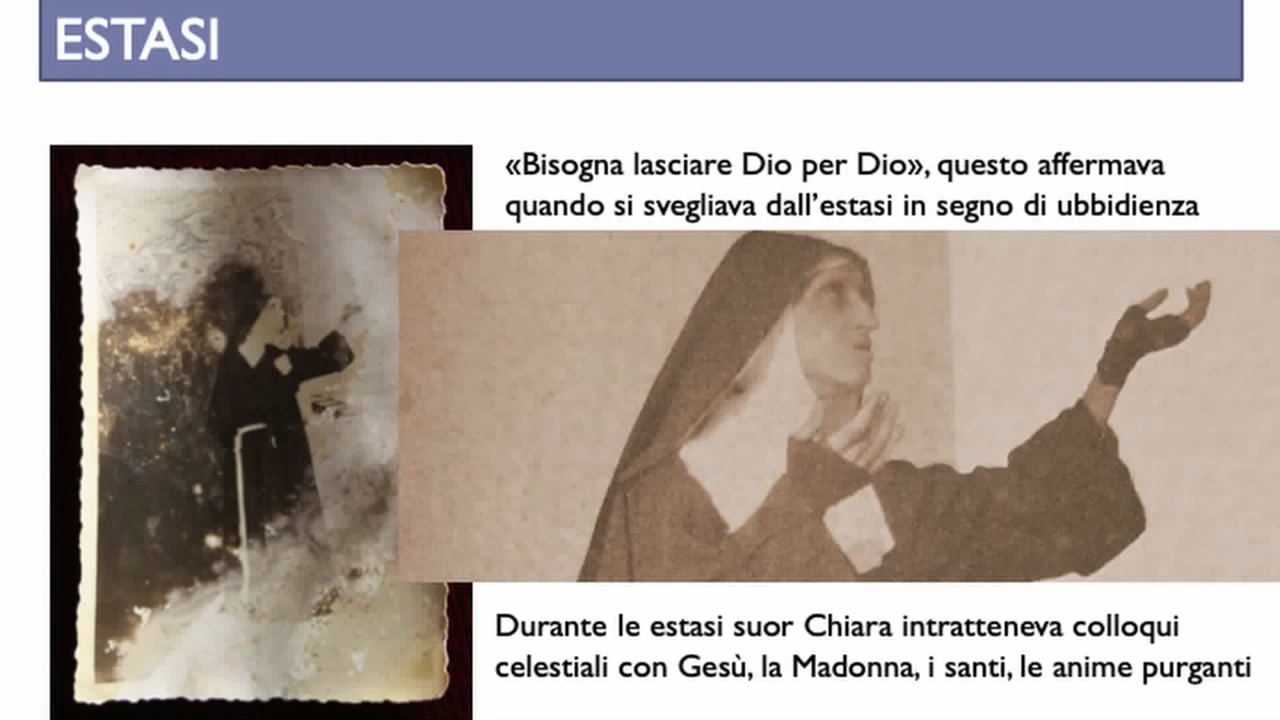 ESTASI
«Bisogna lasciare Dio per Dio», questo affermava
quando si svegliava dall’estasi in segno di ubbidienza
Durante le estasi suor Chiara intratteneva colloqui
celestiali con Gesù, la Madonna, i santi, le anime purganti